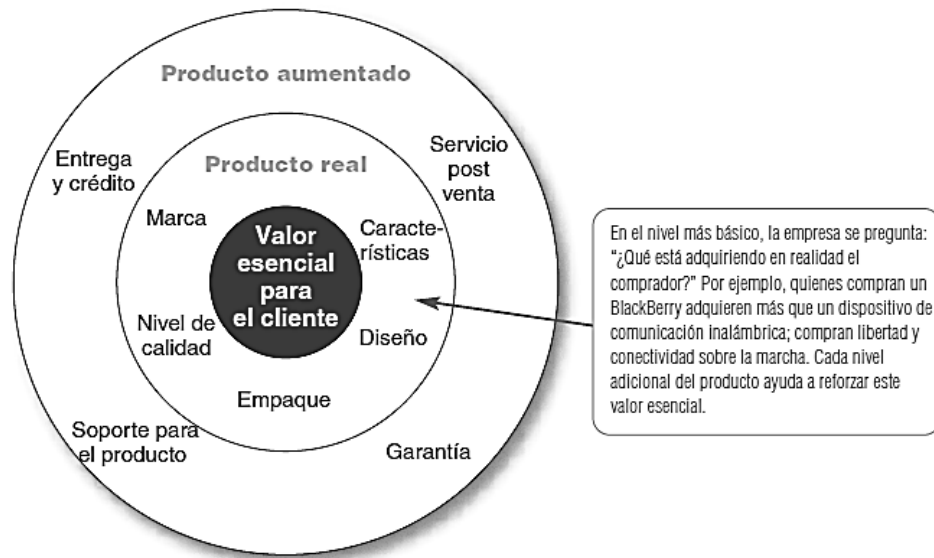 Producto aumentado
Entrega
y crédito
Servicio
post
venta
Producto real
Marca
Caracte-
rísticas
Valor
esencial
para
el cliente
Nivel de
calidad
Diseño
Empaque
Soporte para
el producto
Garantía
En el nivel más básico, la empresa se pregunta:
“¿Qué está adquiriendo en realidad el
comprador?” Por ejemplo, quienes compran un
BlackBerry adquieren más que un dispositivo de
comunicación inalámbrica; compran libertad y
conectividad sobre la marcha. Cada nivel
adicional del producto ayuda a reforzar este
valor esencial.